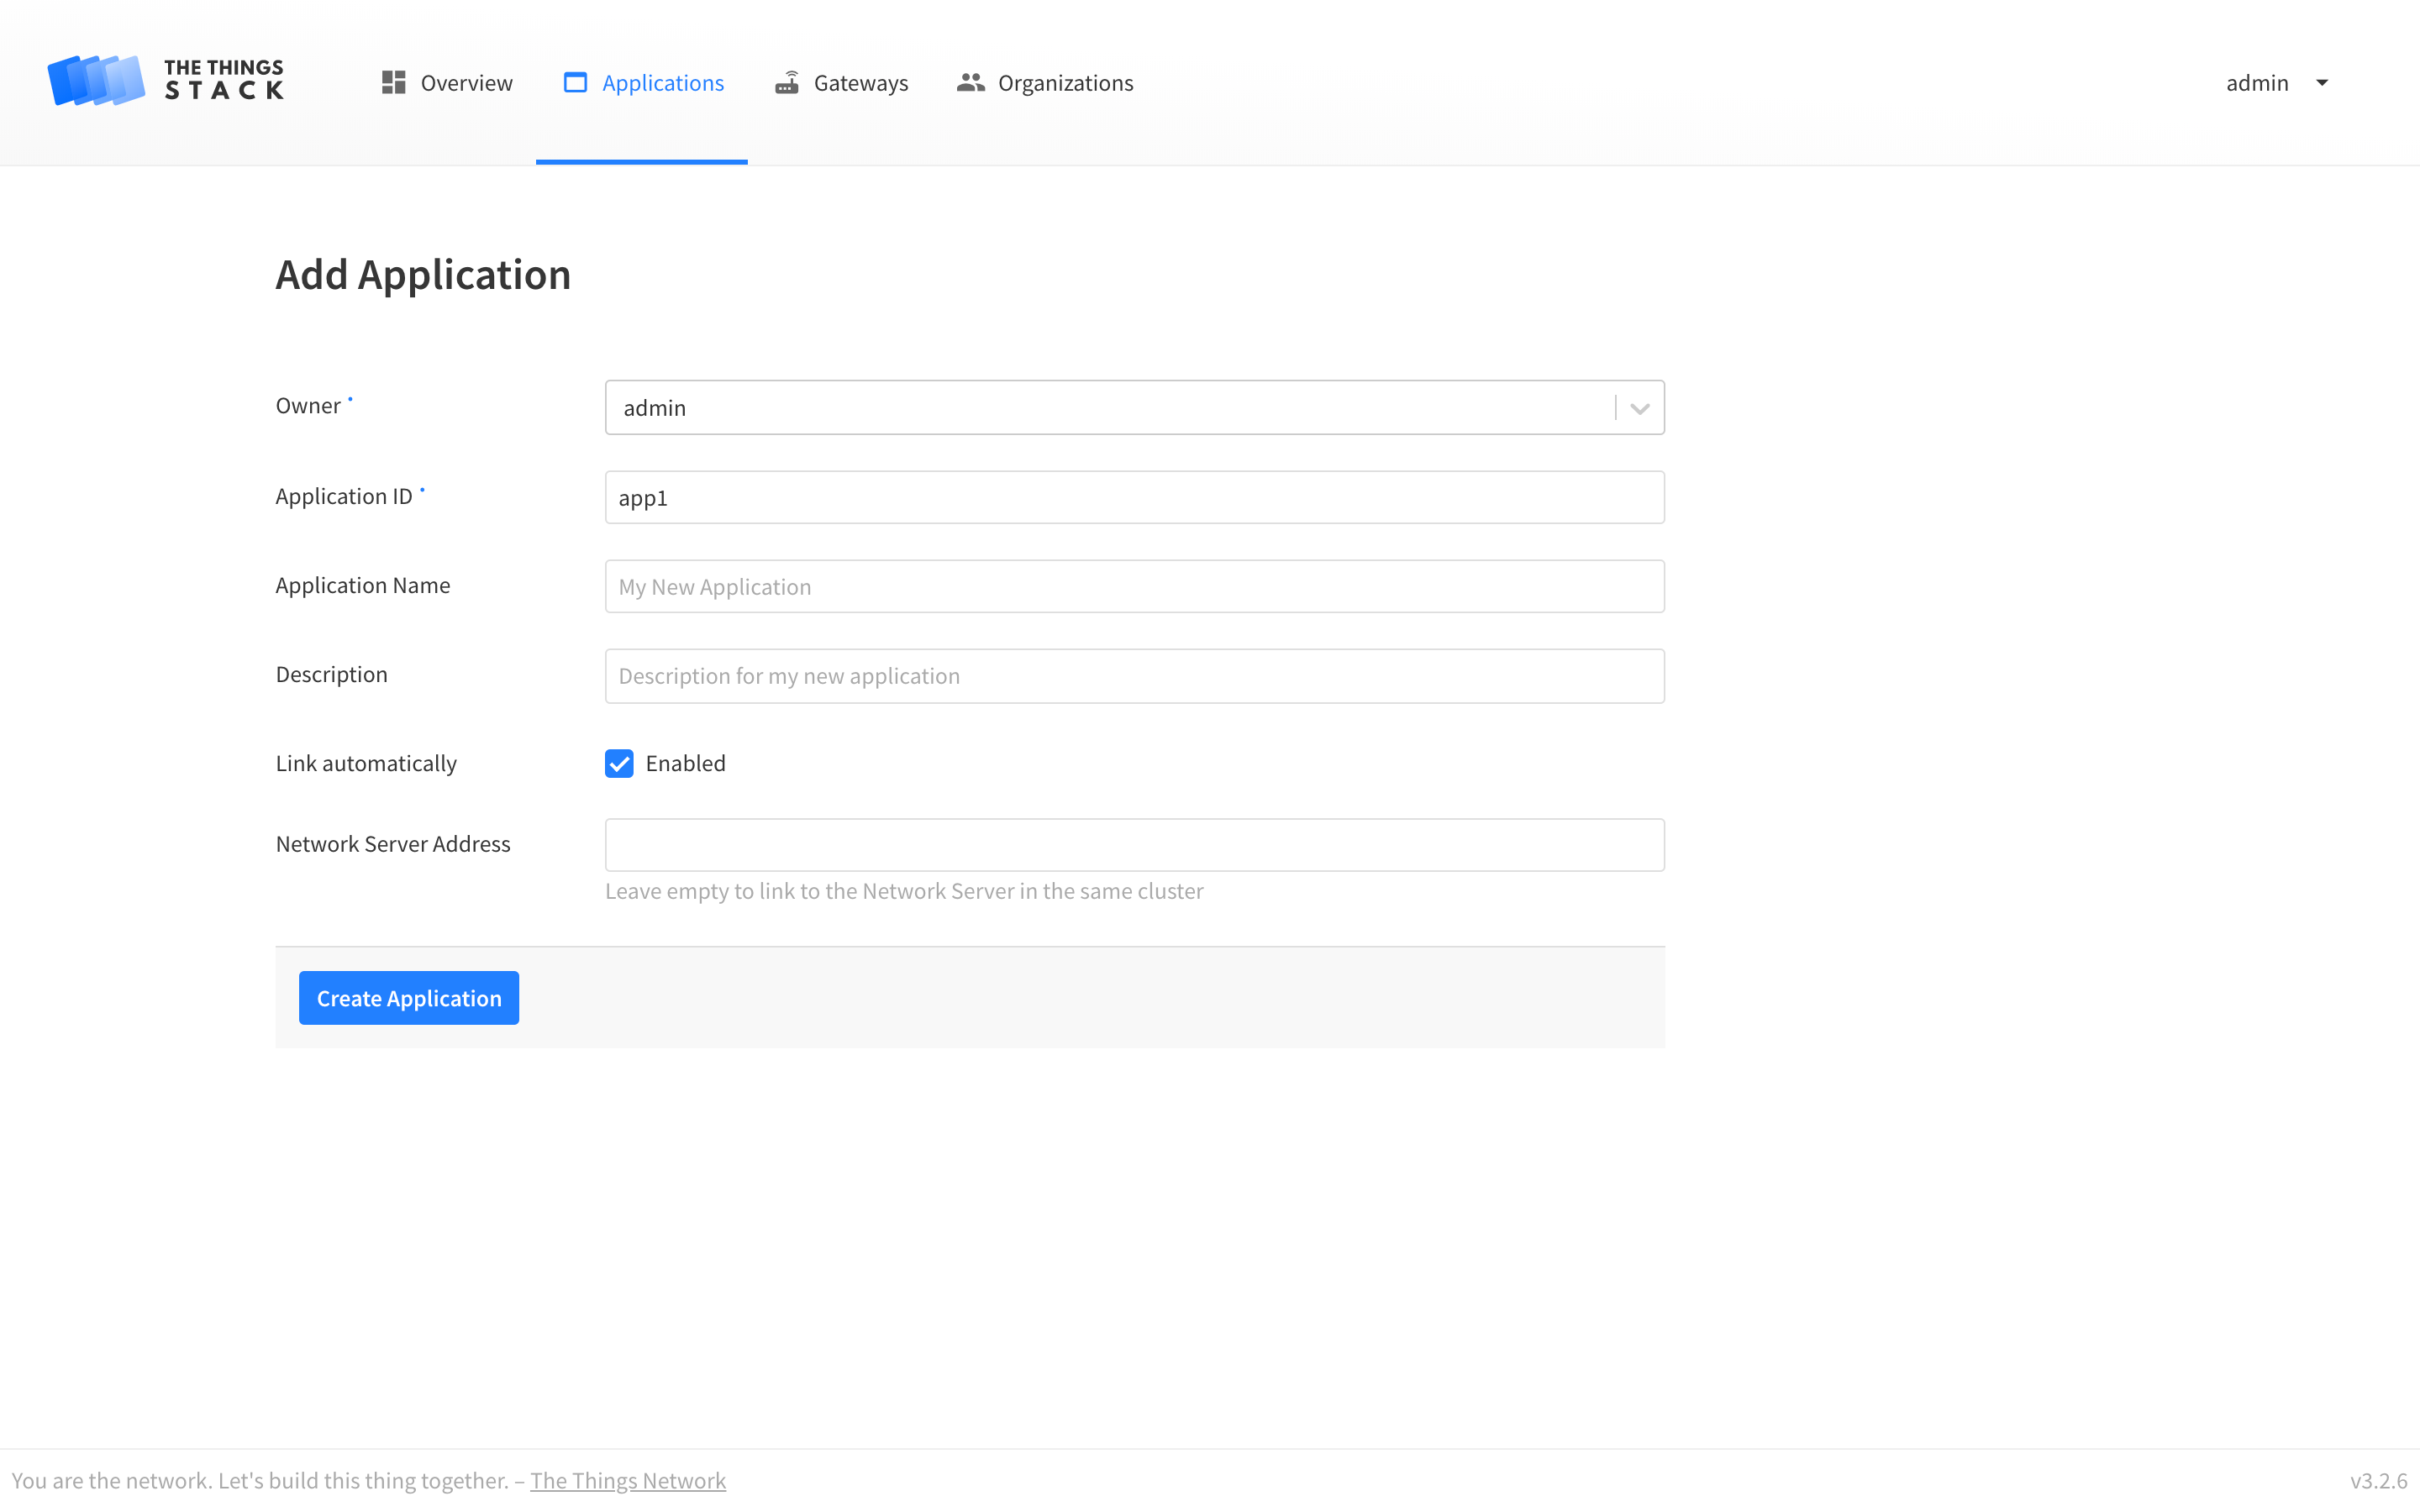 THE THINGS
STACK
Overview
Applications
Gateways
Organizations
admin
Add Application
Owner
admin
Application ID
app1
Application Name
My New Application
Description
Description for my new application
Link automatically
Enabled
Network Server Address
Leave empty to link to the Network Server in the same cluster
Create Application
You are the network. Let's build this thing together. – The Things Network
v3.2.6